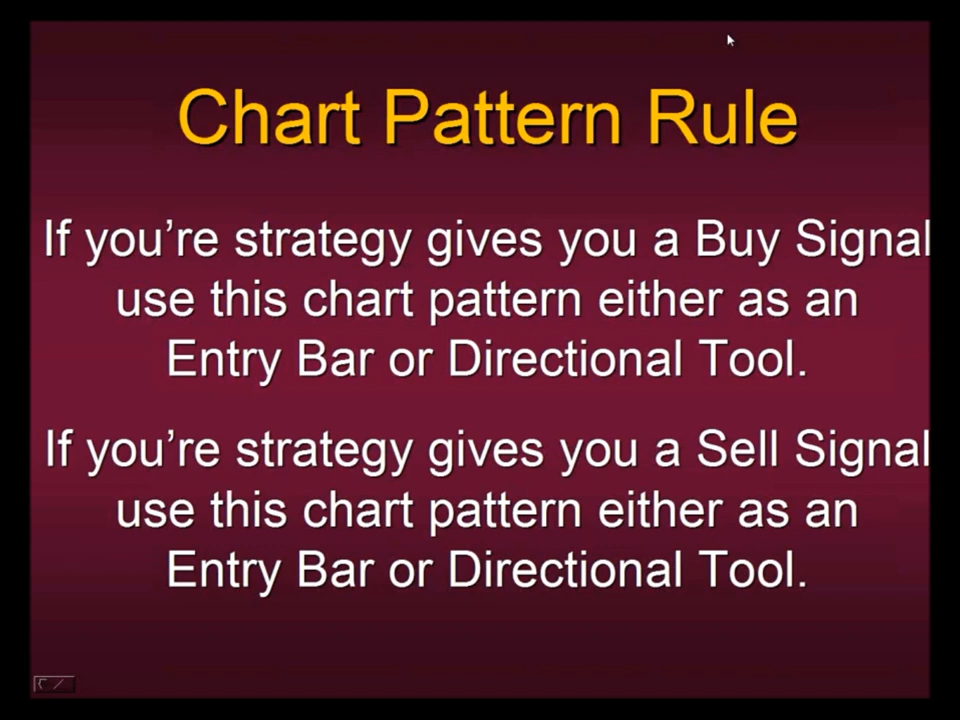 Chart Pattern Rule
If you're strategy gives you a Buy Signal
use this chart pattern either as an
Entry Bar or Directional Tool.
If you're strategy gives you a Sell Signal
use this chart pattern either as an
Entry Bar or Directional Tool.